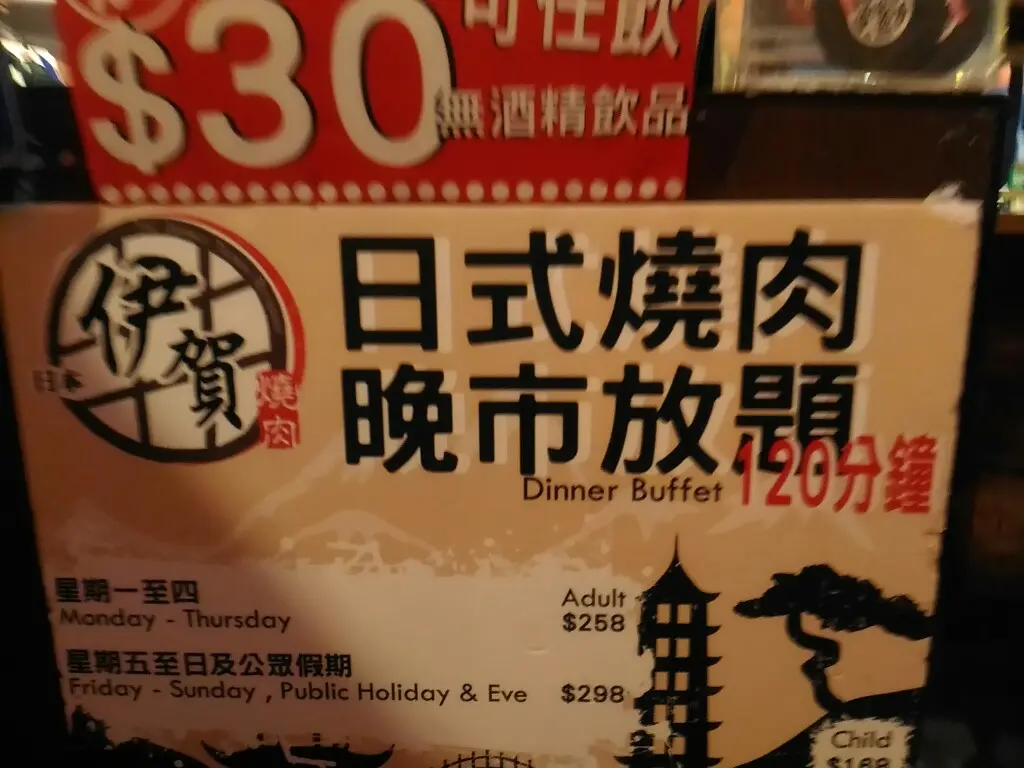 $30
可任飲
無酒精飲品
伊賀
日本
燒肉
日式燒肉
晚市放題
Dinner Buffet 120分鐘
星期一至四
Monday - Thursday
Adult
$258
星期五至日及公眾假期
Friday - Sunday , Public Holiday & Eve $298
Child
$168